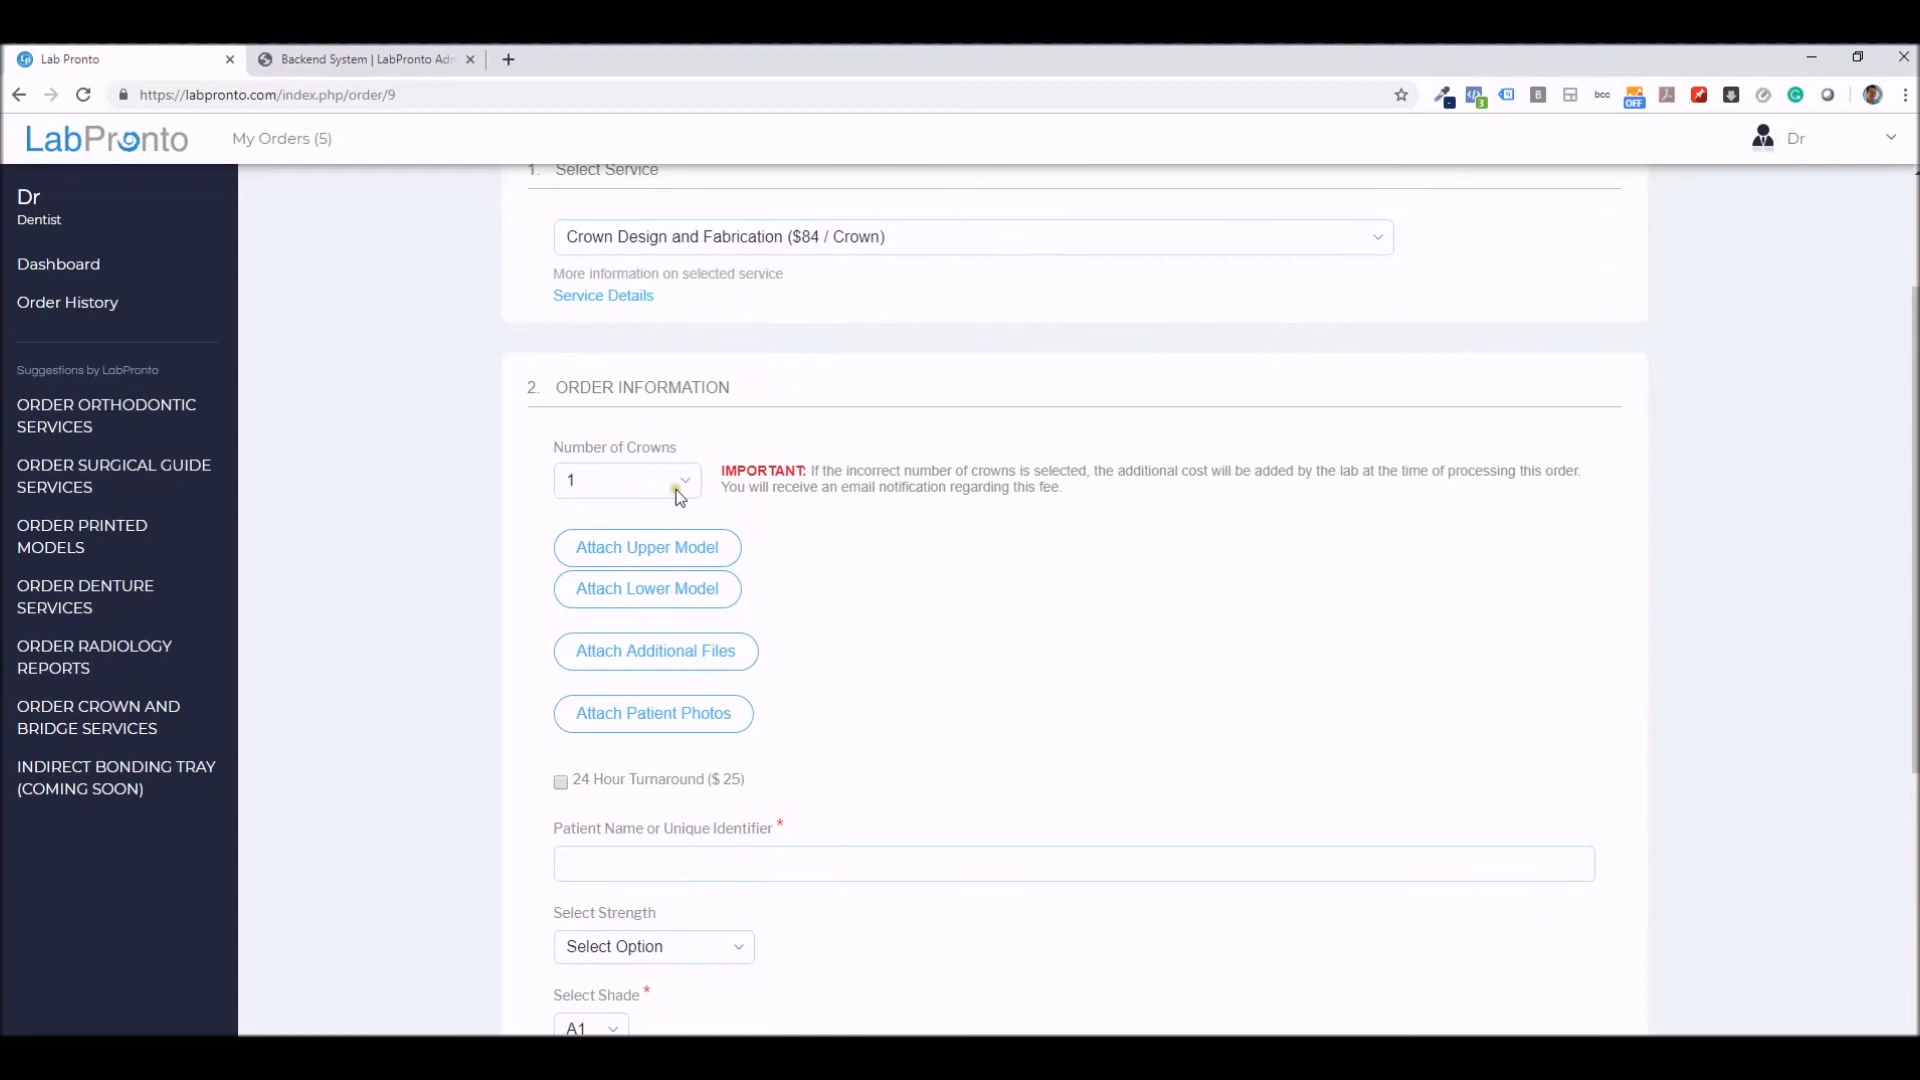 Lab Pronto
Backend System | LabPronto Adn
https://labpronto.com/index.php/order/9
B
bcc
3
OFF
LabPronto
My Orders (5)
Dr
Dr
Dentist
Dashboard
Order History
Suggestions by LabPronto
ORDER ORTHODONTIC
SERVICES
ORDER SURGICAL GUIDE
SERVICES
ORDER PRINTED
MODELS
ORDER DENTURE
SERVICES
ORDER RADIOLOGY
REPORTS
ORDER CROWN AND
BRIDGE SERVICES
INDIRECT BONDING TRAY
(COMING SOON)
1. Select Service
Crown Design and Fabrication ($84 / Crown)
More information on selected service
Service Details
2. ORDER INFORMATION
Number of Crowns
1
IMPORTANT: If the incorrect number of crowns is selected, the additional cost will be added by the lab at the time of processing this order.
You will receive an email notification regarding this fee.
Attach Upper Model
Attach Lower Model
Attach Additional Files
Attach Patient Photos
24 Hour Turnaround ($ 25)
Patient Name or Unique Identifier *
Select Strength
Select Option
Select Shade *
A1